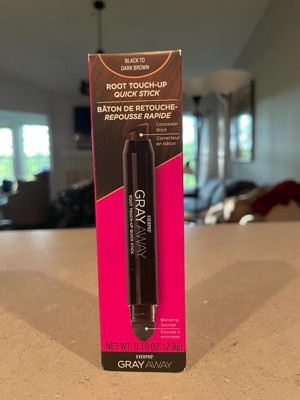 BLACK TO
DARK BROWN
ROOT TOUCH-UP
QUICK STICK
BÂTON DE RETOUCHE-
REPOUSSE RAPIDE
Concealer
Stick
Correcteur
en bâton
EVERPRO
GRAY AWAY
ROOT TOUCH-UP QUICK STICK
Blending
Sponge
Éponge à
estomper
NET WT. 0.10 OZ. (2.8g)
EVERPRO
GRAY AWAY